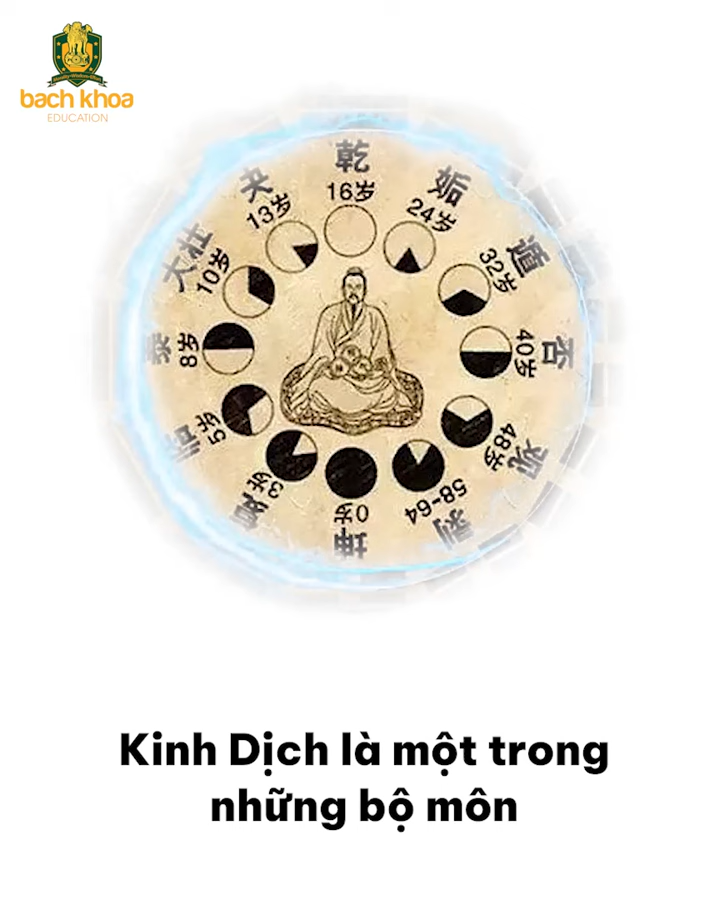 bach khoa
EDUCATION
乾
16岁
姤
24岁
遁
32岁
否
40岁
观
48岁
剥
58-64
坤
0岁
复
3岁
临
5岁
泰
8岁
大壮
10岁
夬
13岁
Kinh Dịch là một trong
những bộ môn